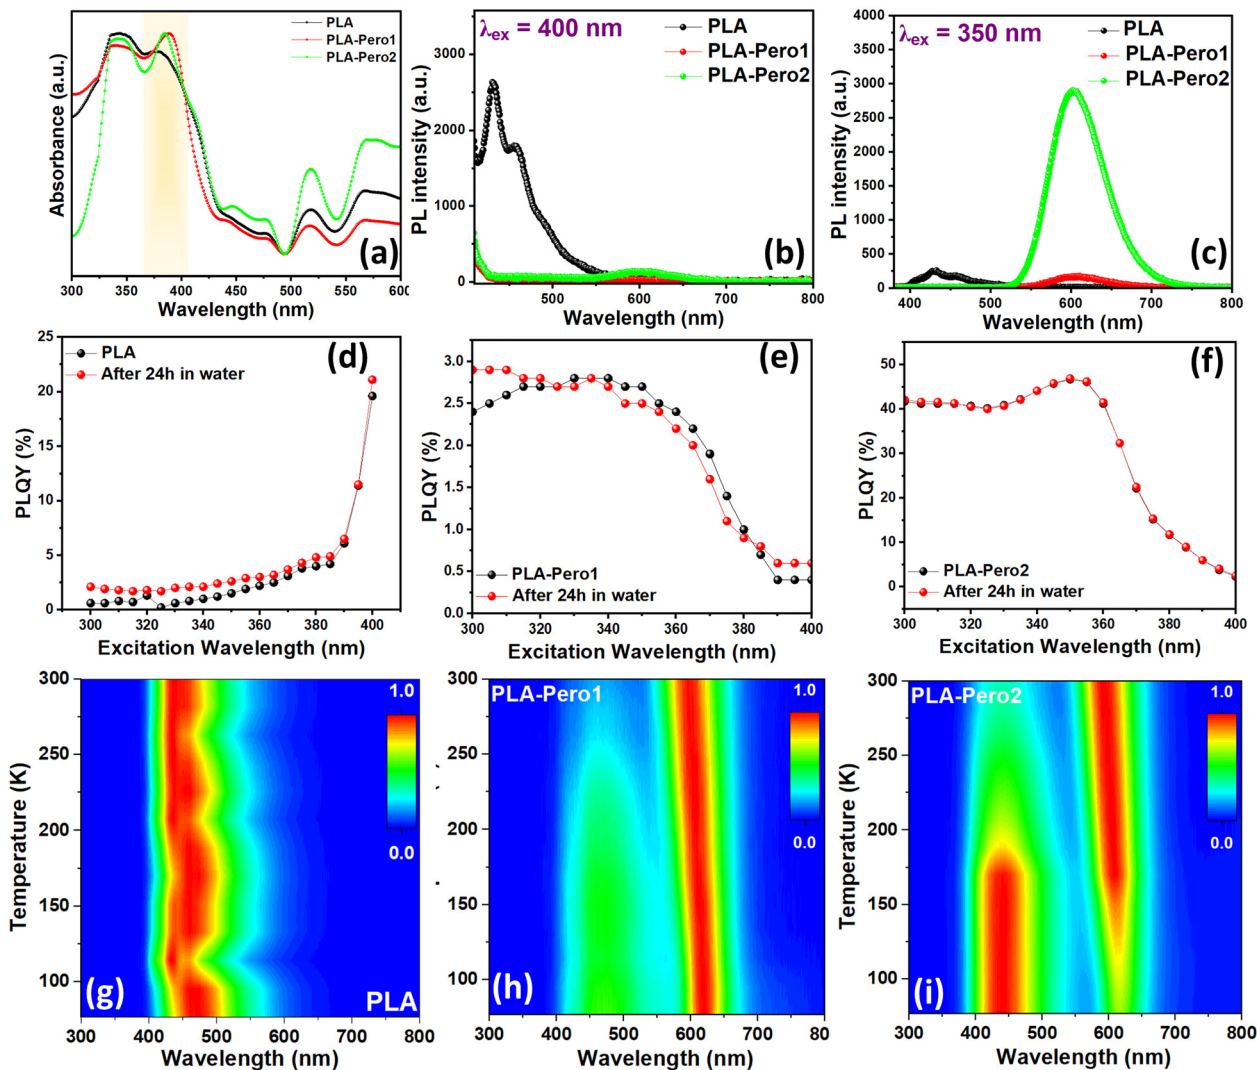 PLA
PLA-Pero1
PLA-Pero2
Absorbance (a.u.)
(a)
300 350 400 450 500 550 600
Wavelength (nm)
λex = 400 nm
PLA
PLA-Pero1
PLA-Pero2
PL intensity (a.u.)
3000
2000
1000
0
(b)
500 600 700 800
Wavelength (nm)
λex = 350 nm
PLA
PLA-Pero1
PLA-Pero2
PL intensity (a.u.)
4000
3500
3000
2500
2000
1500
1000
500
0
(c)
400 500 600 700 800
Wavelength (nm)
PLA
After 24h in water
(d)
PLQY (%)
25
20
15
10
5
0
300 320 340 360 380 400
Excitation Wavelength (nm)
(e)
PLQY (%)
3.0
2.5
2.0
1.5
1.0
0.5
0.0
PLA-Pero1
After 24h in water
300 320 340 360 380 400
Excitation Wavelength (nm)
(f)
PLQY (%)
50
40
30
20
10
0
PLA-Pero2
After 24h in water
300 320 340 360 380 400
Excitation Wavelength (nm)
Temperature (K)
300
250
200
150
100
1.0
0.0
(g)
PLA
300 400 500 600 700 800
Wavelength (nm)
PLA-Pero1
300
250
200
150
100
1.0
0.0
(h)
300 400 500 600 700 80
Wavelength (nm)
PLA-Pero2
Temperature (K)
300
250
200
150
100
1.0
0.0
(i)
300 400 500 600 700 800
Wavelength (nm)